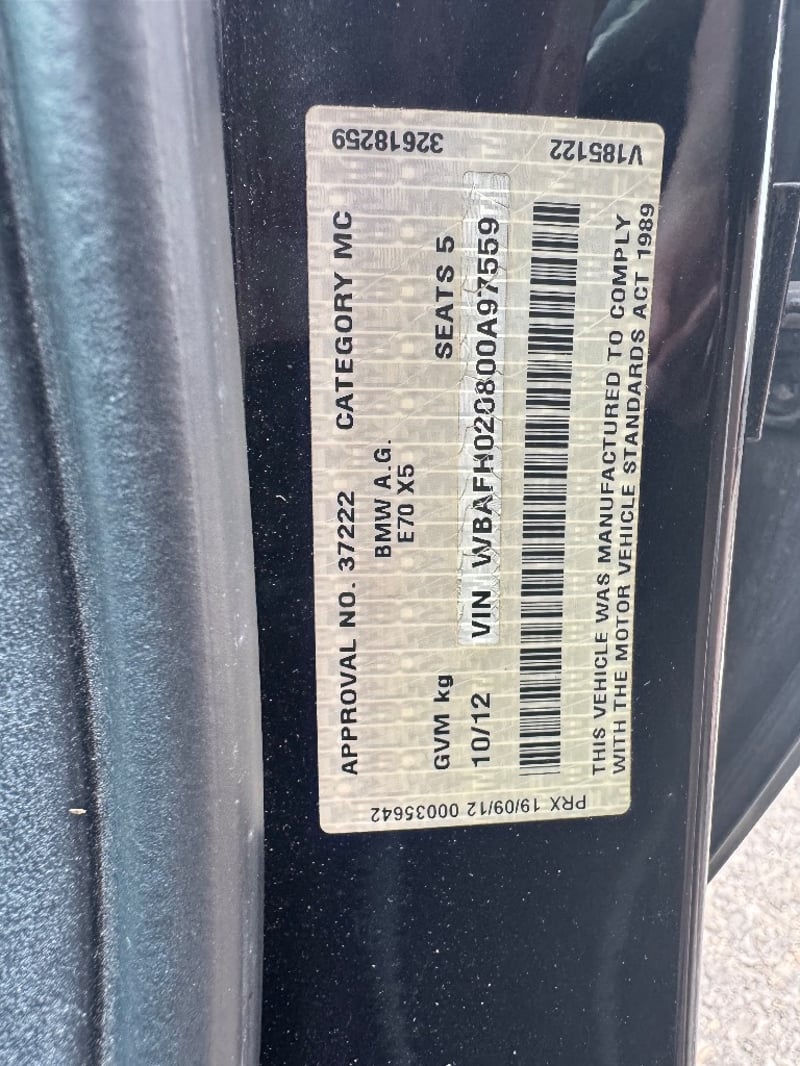 APPROVAL NO. 37222 CATEGORY MC
BMW A.G.
E70 X5
GVM kg SEATS 5
10/12 VIN WBAFH020800A97559
THIS VEHICLE WAS MANUFACTURED TO COMPLY
WITH THE MOTOR VEHICLE STANDARDS ACT 1989
PRX 19/09/12 00035642
32618259
V185122